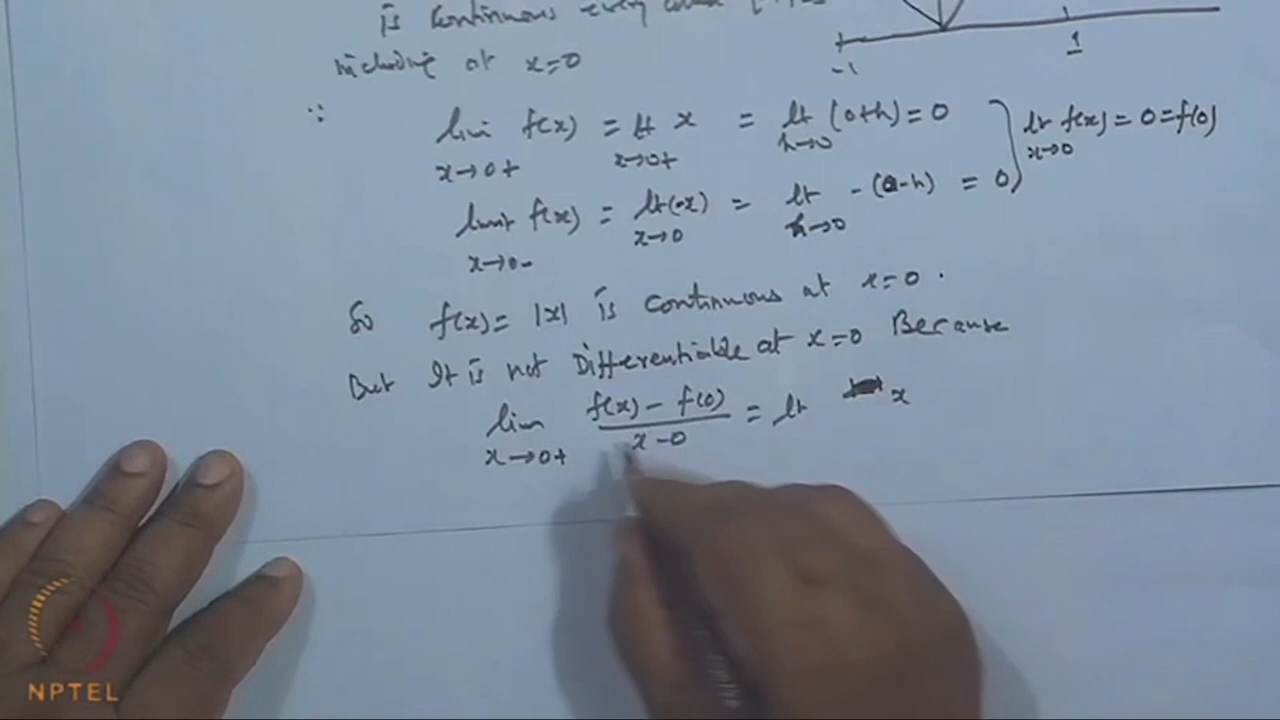 is continuous every
-1
1
including at x=0
∵ lim f(x) = lt x = lt (0+h) = 0
x→0+ x→0+ h→0
lt f(x) = 0 = f(0)
x→0
limit f(x) = lt(-x) = lt -(0-h) = 0
x→0- x→0 h→0
So f(x) = |x| is continuous at x=0.
But It is not Differentiable at x=0 Because
lim f(x) - f(0) = lt x
x→0+ x-0
NPTEL